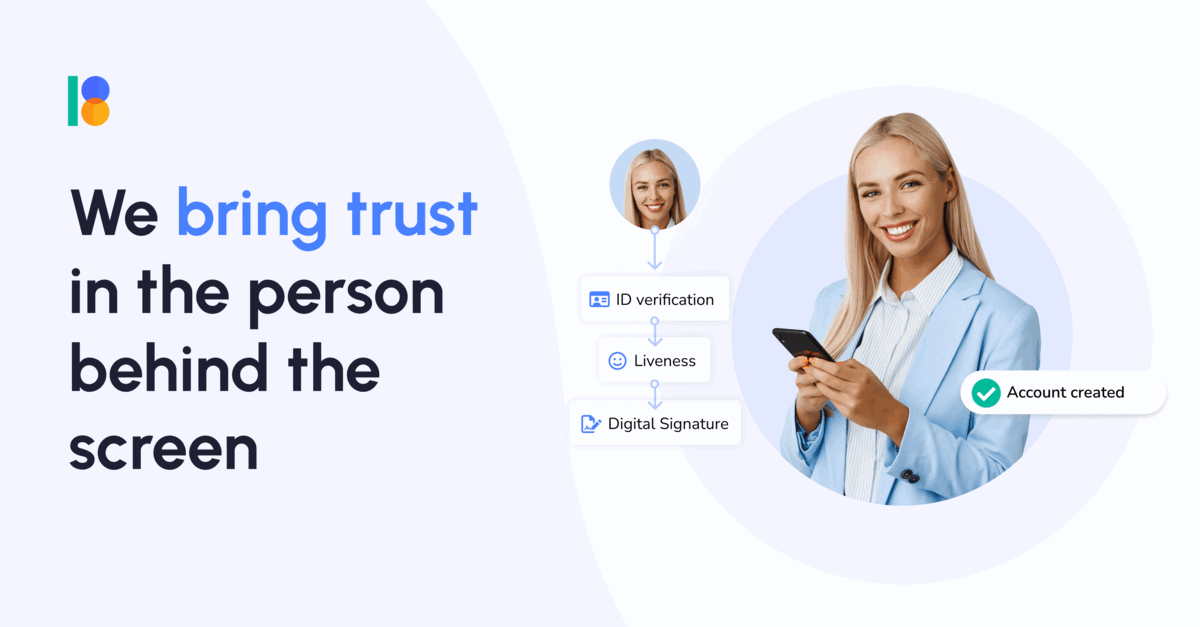 We bring trust
in the person
behind the
screen
ID verification
Liveness
Digital Signature
Account created